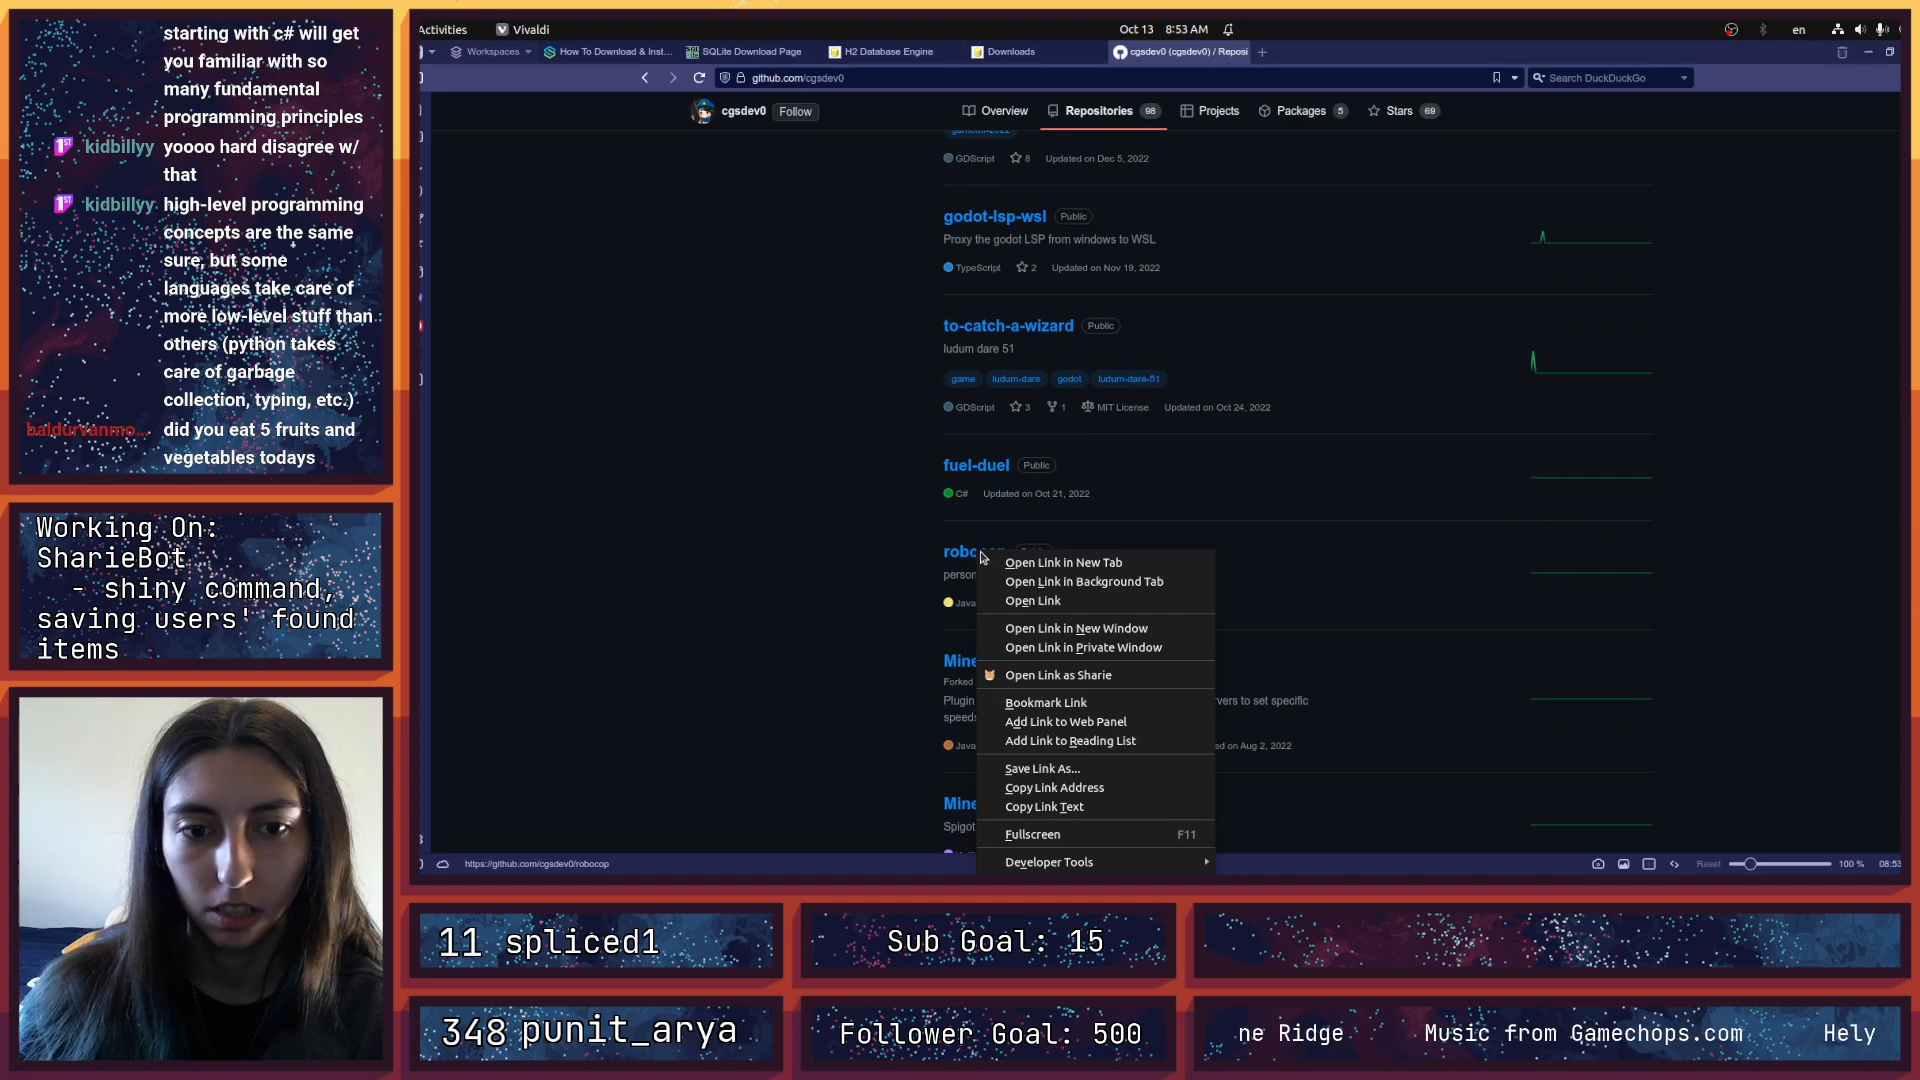 starting with c# will get
you familiar with so
many fundamental
programming principles
kidbillyy yoooo hard disagree w/
that
kidbillyy high-level programming
concepts are the same
sure, but some
languages take care of
more low-level stuff than
others (python takes
care of garbage
collection, typing, etc.)
baldurvanmo... did you eat 5 fruits and
vegetables todays
Working On:
SharieBot
- shiny command,
saving users' found
items
Activities Vivaldi Oct 13 8:53 AM en
Workspaces How To Download & Inst... SQLite Download Page H2 Database Engine Downloads cgsdev0 (cgsdev0) / Reposi
github.com/cgsdev0 Search DuckDuckGo
cgsdev0 Follow Overview Repositories 98 Projects Packages 5 Stars 69
GDScript 8 Updated on Dec 5, 2022
godot-lsp-wsl Public
Proxy the godot LSP from windows to WSL
TypeScript 2 Updated on Nov 19, 2022
to-catch-a-wizard Public
ludum dare 51
game ludum-dare godot ludum-dare-51
GDScript 3 1 MIT License Updated on Oct 24, 2022
fuel-duel Public
C# Updated on Oct 21, 2022
robo
person
Java
Mine
Forked
Plugin vers to set specific
speeds
Java ed on Aug 2, 2022
Mine
Spigot
Open Link in New Tab
Open Link in Background Tab
Open Link
Open Link in New Window
Open Link in Private Window
Open Link as Sharie
Bookmark Link
Add Link to Web Panel
Add Link to Reading List
Save Link As...
Copy Link Address
Copy Link Text
Fullscreen F11
Developer Tools
https://github.com/cgsdev0/robocop Reset 100 % 08:53
11 spliced1
Sub Goal: 15
348 punit_arya
Follower Goal: 500
ne Ridge Music from Gamechops.com Hely